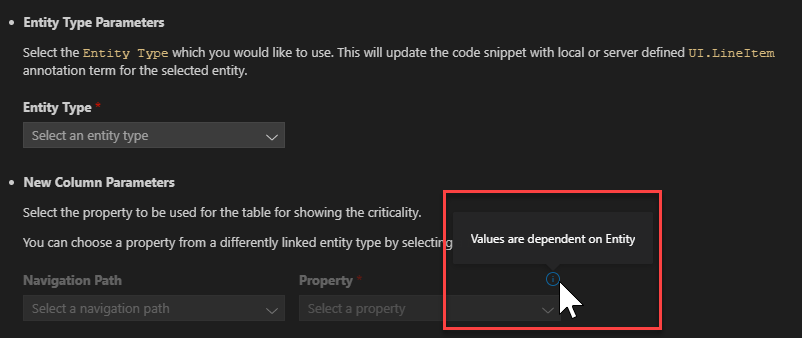 • Entity Type Parameters
Select the Entity Type which you would like to use. This will update the code snippet with local or server defined UI.LineItem
annotation term for the selected entity.
Entity Type *
Select an entity type
• New Column Parameters
Select the property to be used for the table for showing the criticality.
Values are dependent on Entity
You can choose a property from a differently linked entity type by selecting
Navigation Path
Property *
Select a navigation path
Select a property